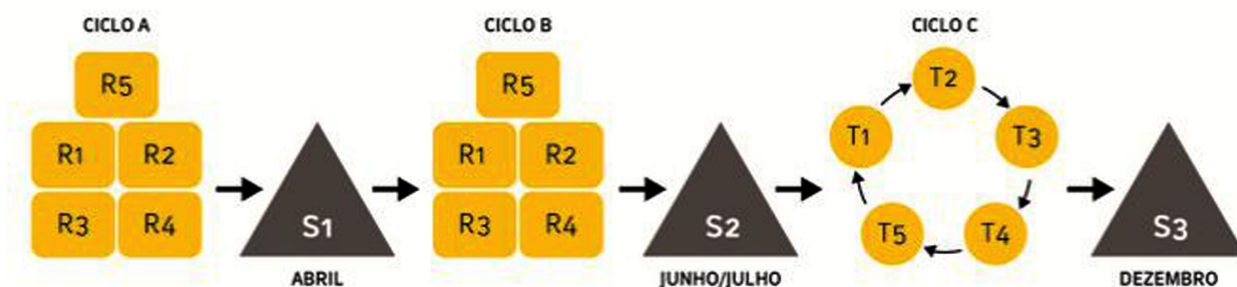 CICLO A
R5
R1 R2
R3 R4
S1
ABRIL
CICLO B
R5
R1 R2
R3 R4
S2
JUNHO/JULHO
CICLO C
T2
T1 T3
T5 T4
S3
DEZEMBRO